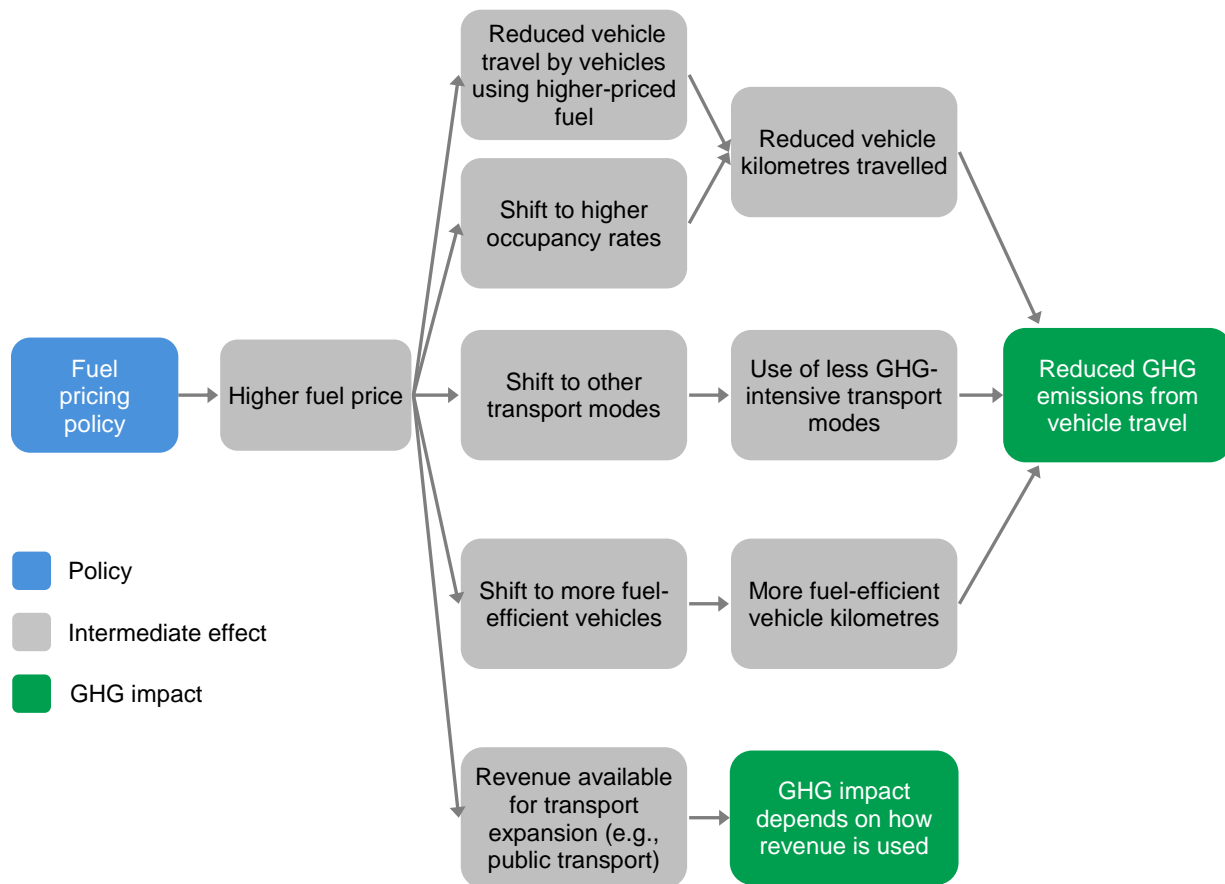 Reduced vehicle
travel by vehicles
using higher-priced
fuel
Reduced vehicle
kilometres travelled
Shift to higher
occupancy rates
Fuel
pricing
policy
Higher fuel price
Shift to other
transport modes
Use of less GHG-
intensive transport
modes
Reduced GHG
emissions from
vehicle travel
Shift to more fuel-
efficient vehicles
More fuel-efficient
vehicle kilometres
Policy
Intermediate effect
GHG impact
Revenue available
for transport
expansion (e.g.,
public transport)
GHG impact
depends on how
revenue is used